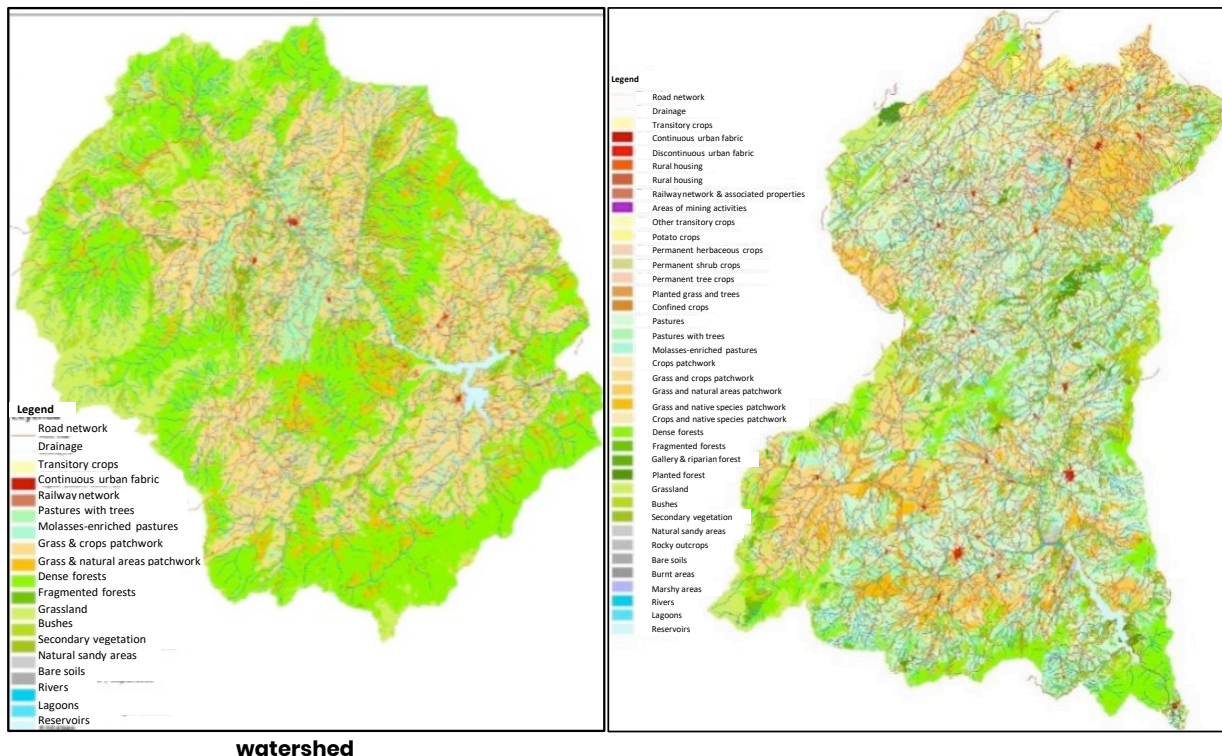 Legend
Road network
Drainage
Transitory crops
Continuous urban fabric
Railway network
Pastures with trees
Molasses-enriched pastures
Grass & crops patchwork
Grass & natural areas patchwork
Dense forests
Fragmented forests
Grassland
Bushes
Secondary vegetation
Natural sandy areas
Bare soils
Rivers
Lagoons
Reservoirs
Legend
Road network
Drainage
Transitory crops
Continuous urban fabric
Discontinuous urban fabric
Rural housing
Rural housing
Railway network & associated properties
Areas of mining activities
Other transitory crops
Potato crops
Permanent herbaceous crops
Permanent shrub crops
Permanent tree crops
Planted grass and trees
Confined crops
Pastures
Pastures with trees
Molasses-enriched pastures
Crops patchwork
Grass and crops patchwork
Grass and natural areas patchwork
Grass and native species patchwork
Crops and native species patchwork
Dense forests
Fragmented forests
Gallery & riparian forest
Planted forest
Grassland
Bushes
Secondary vegetation
Natural sandy areas
Rocky outcrops
Bare soils
Burnt areas
Marshy areas
Rivers
Lagoons
Reservoirs
watershed